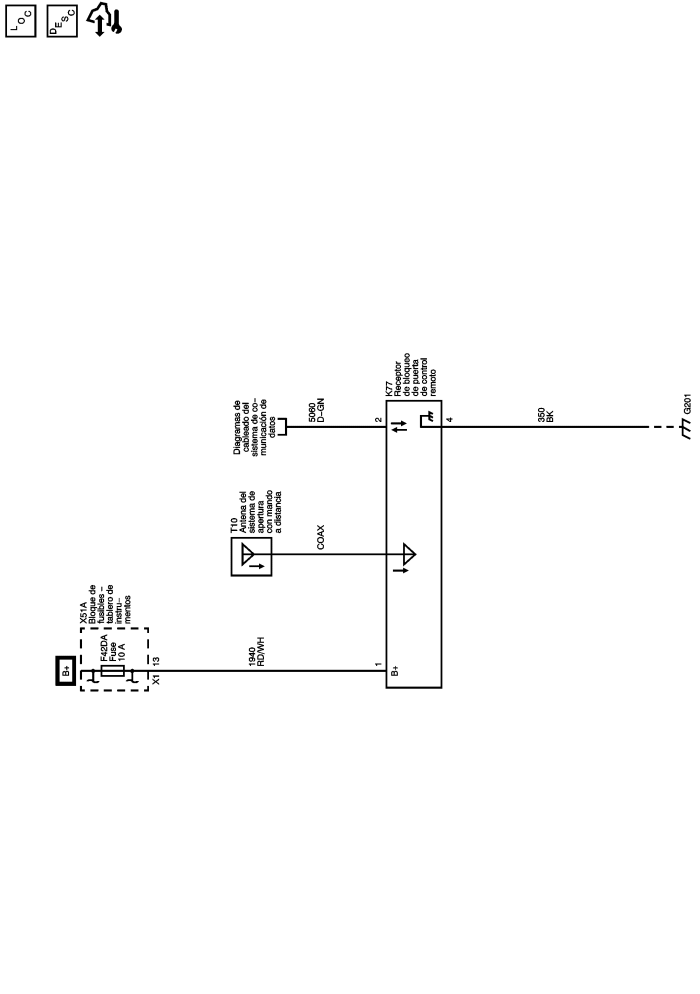 LOC
DESC
B+
X51A
Bloque de
fusibles –
tablero de
instru–
mentos
F42DA
Fuse
10 A
X1
13
1940
RD/WH
1
B+
T10
Antena del
sistema de
apertura
con mando
a distancia
COAX
Diagramas de
cableado del
sistema de co–
municación de
datos
5060
D–GN
2
K77
Receptor
de bloqueo
de puerta
de control
remoto
4
350
BK
G201